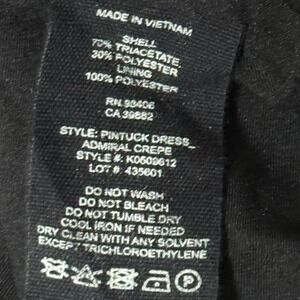 MADE IN VIETNAM
SHELL
70% TRIACETATE,
30% POLYESTER
LINING
100% POLYESTER
RN 98406
CA 39882
STYLE: PINTUCK DRESS_
ADMIRAL CREPE
STYLE #: K0509612
LOT #: 435601
DO NOT WASH
DO NOT BLEACH
DO NOT TUMBLE DRY
COOL IRON IF NEEDED
DRY CLEAN WITH ANY SOLVENT
EXCEPT TRICHLOROETHYLENE
P